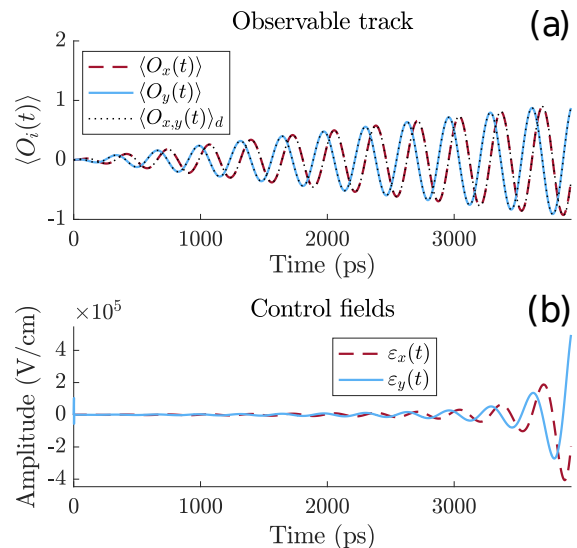 Observable track
(a)
⟨O_i(t)⟩
2
1
0
-1
⟨O_x(t)⟩
⟨O_y(t)⟩
⟨O_{x,y}(t)⟩_d
0 1000 2000 3000
Time (ps)
Control fields
(b)
×10^5
Amplitude (V/cm)
4
2
0
-2
-4
ε_x(t)
ε_y(t)
0 1000 2000 3000
Time (ps)